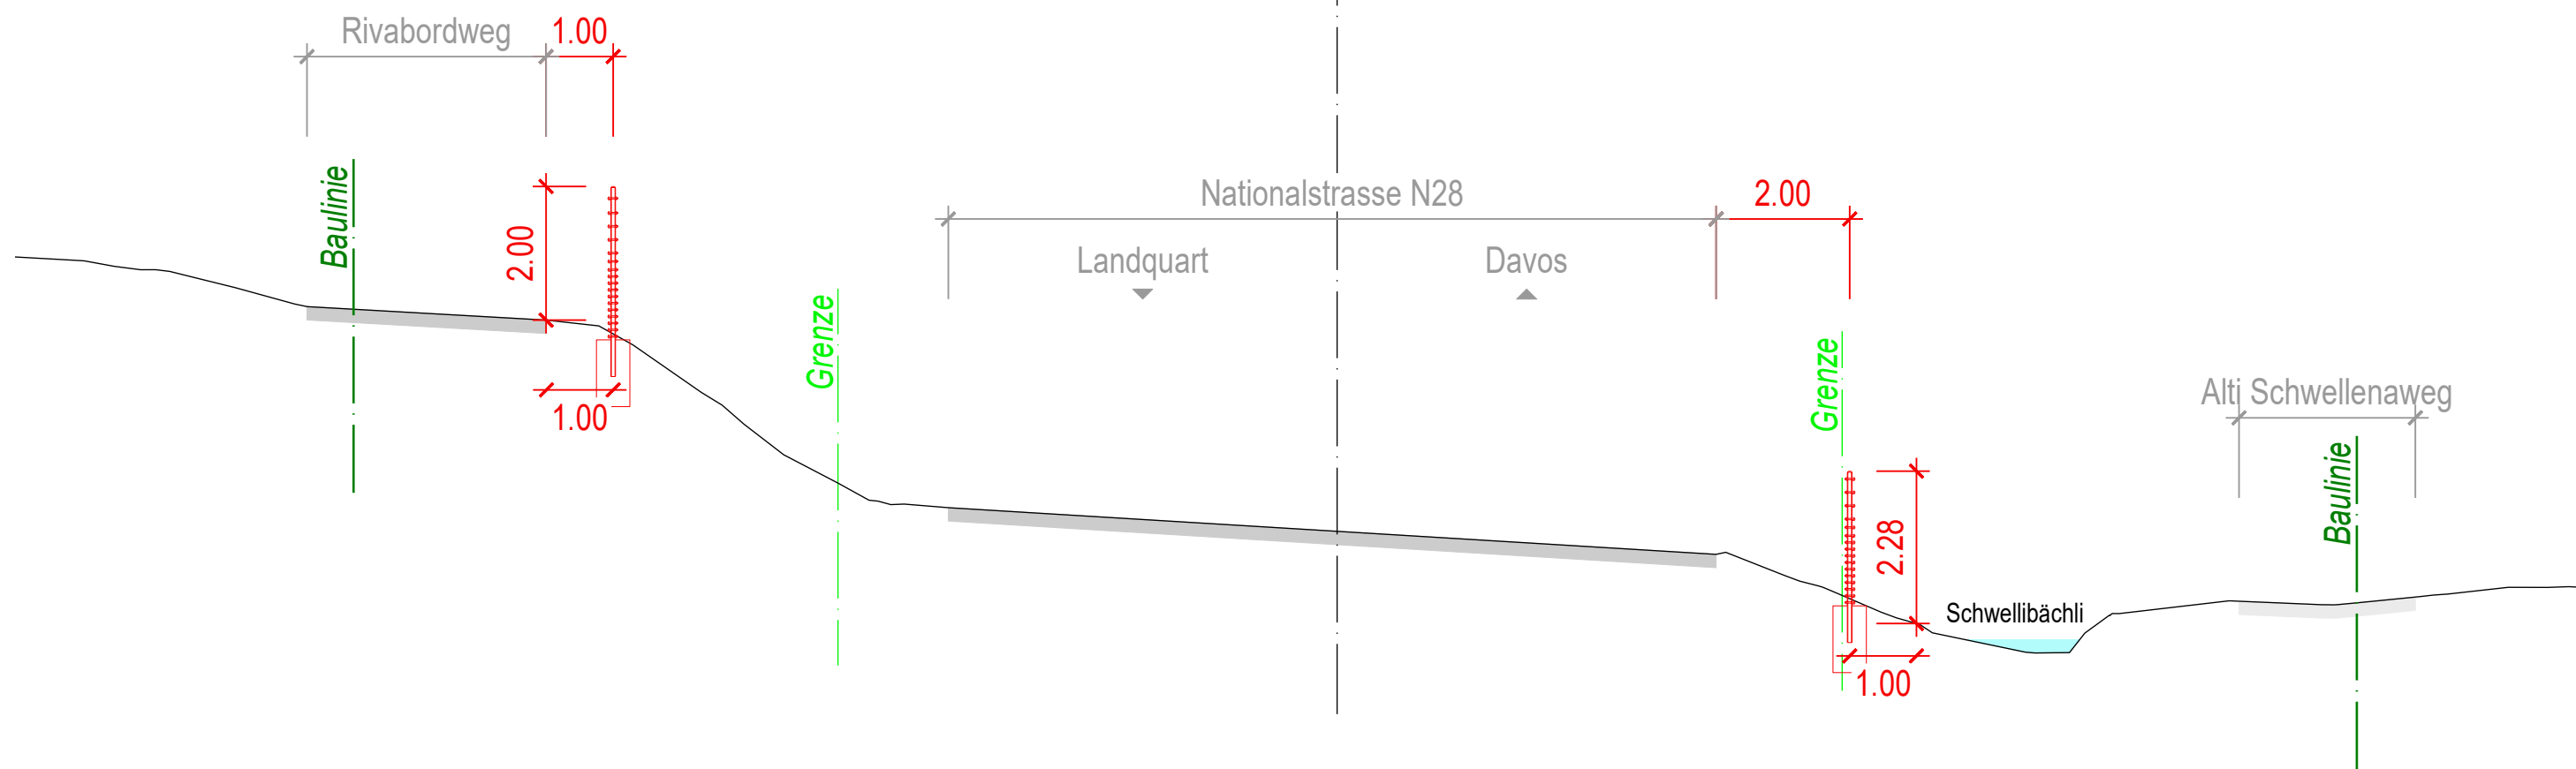 Rivabordweg
1.00
Baulinie
2.00
1.00
Grenze
Nationalstrasse N28
2.00
Landquart
Davos
Grenze
2.28
1.00
Schwellibächli
Alti Schwellenaweg
Baulinie